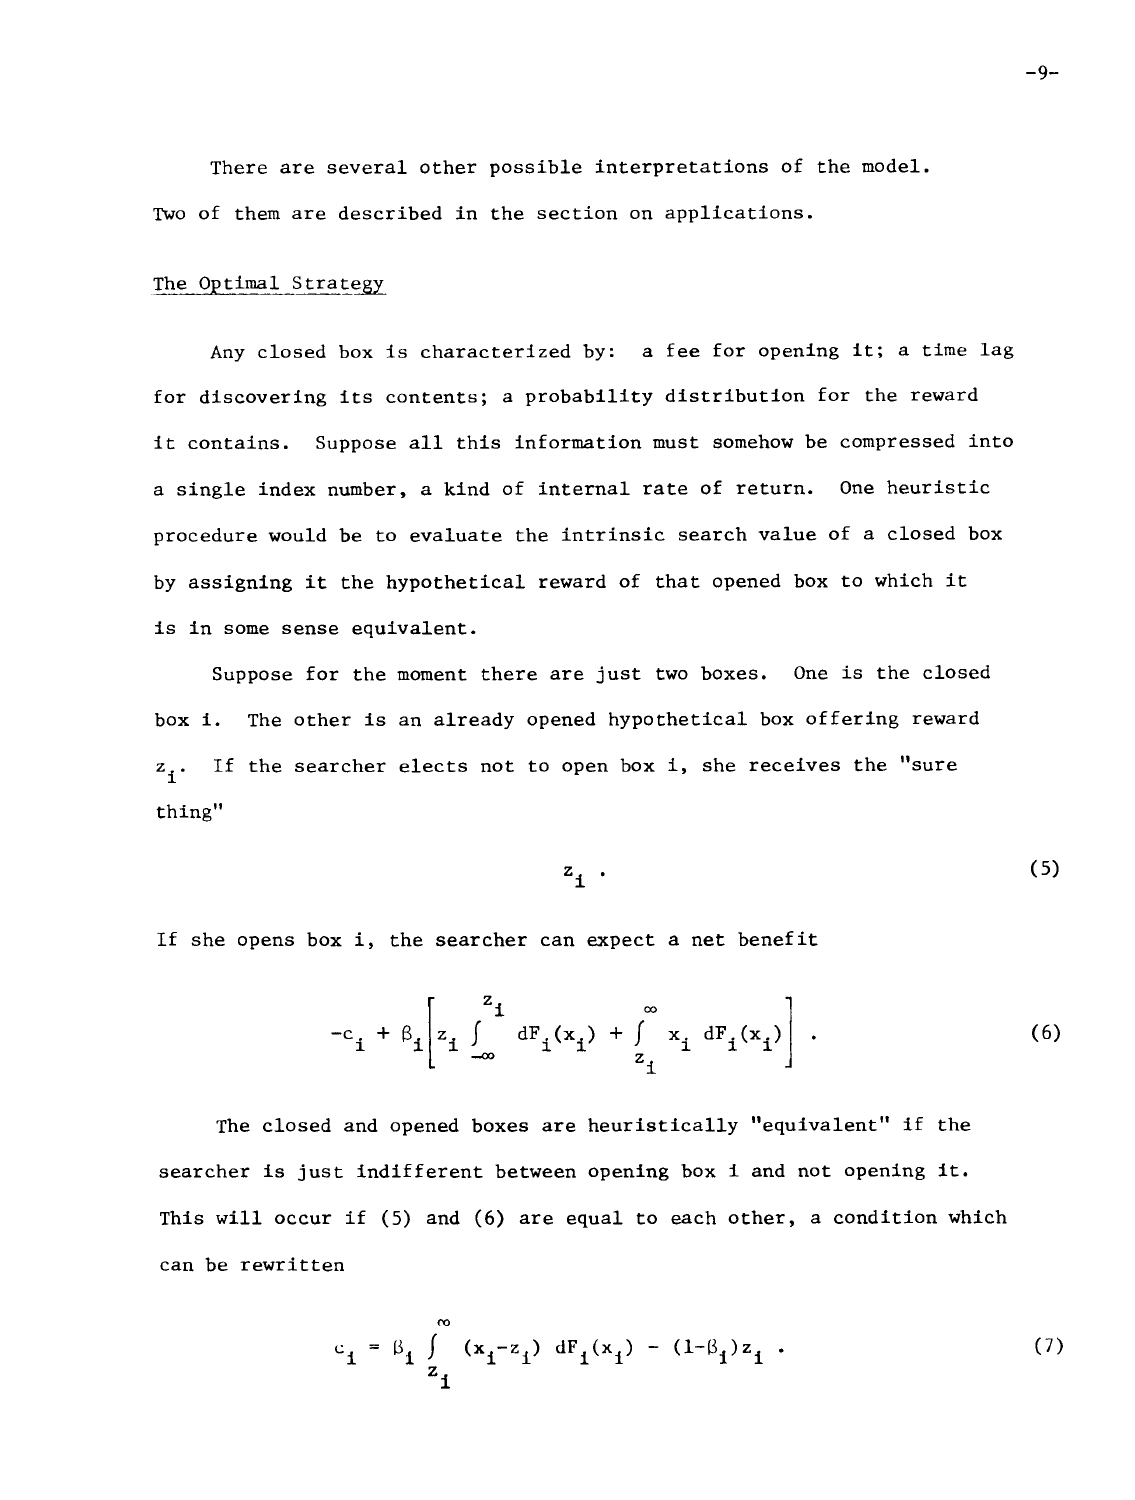 -9-
There are several other possible interpretations of the model.
Two of them are described in the section on applications.
The Optimal Strategy
Any closed box is characterized by: a fee for opening it; a time lag
for discovering its contents; a probability distribution for the reward
it contains. Suppose all this information must somehow be compressed into
a single index number, a kind of internal rate of return. One heuristic
procedure would be to evaluate the intrinsic search value of a closed box
by assigning it the hypothetical reward of that opened box to which it
is in some sense equivalent.
Suppose for the moment there are just two boxes. One is the closed
box i. The other is an already opened hypothetical box offering reward
z_i. If the searcher elects not to open box i, she receives the "sure
thing"
z_i . (5)
If she opens box i, the searcher can expect a net benefit
-c_i + β_i[z_i ∫_{-∞}^{z_i} dF_i(x_i) + ∫_{z_i}^{∞} x_i dF_i(x_i)] . (6)
The closed and opened boxes are heuristically "equivalent" if the
searcher is just indifferent between opening box i and not opening it.
This will occur if (5) and (6) are equal to each other, a condition which
can be rewritten
c_i = β_i ∫_{z_i}^{∞} (x_i-z_i) dF_i(x_i) - (1-β_i)z_i . (7)